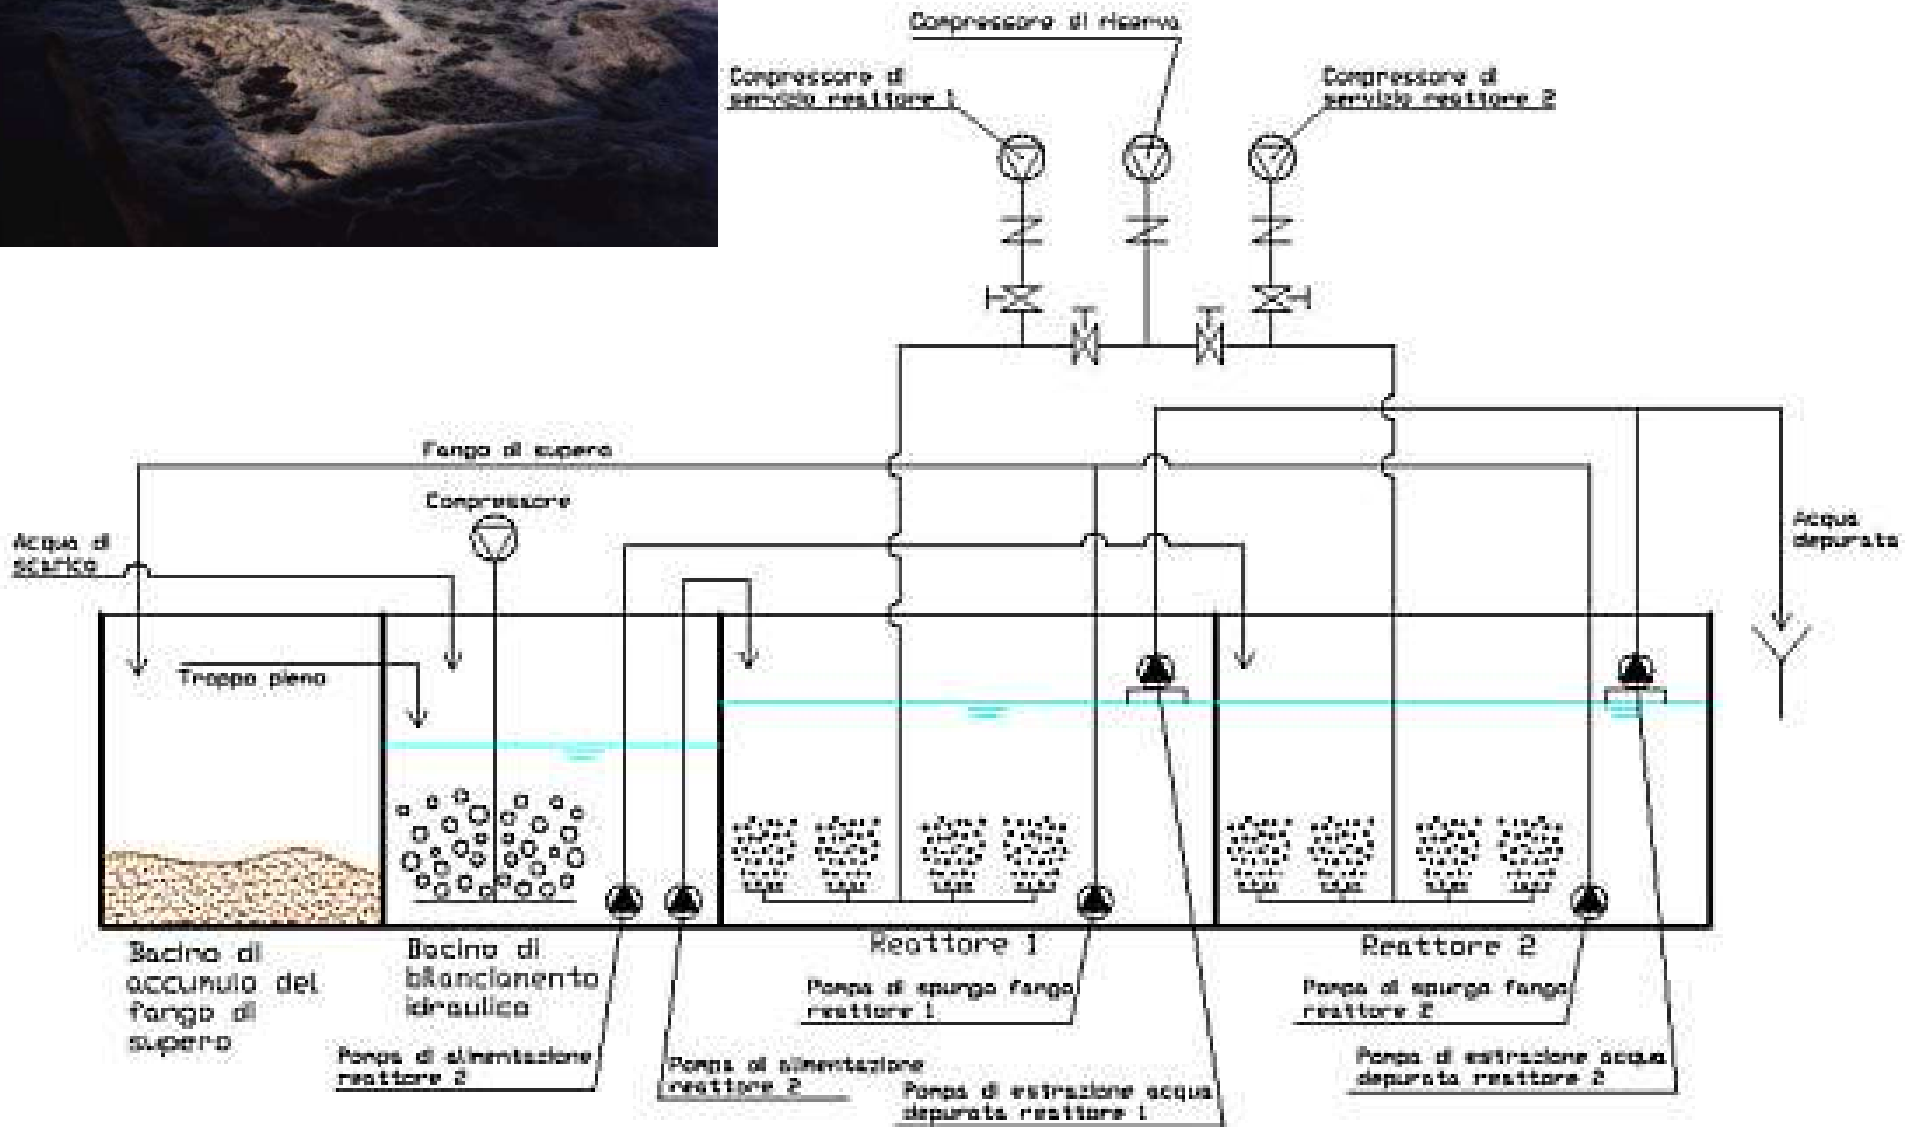 Compressore di riserva
Compressore di
servizio reattore 1
Compressore di
servizio reattore 2
Fango di supero
Compressore
Acqua di
scarico
Acqua
depurata
Troppo pieno
Bacino di
accumulo del
fango di
supero
Bacino di
bilanciamento
idraulico
Reattore 1
Reattore 2
Pompa di spurgo fango
reattore 1
Pompa di spurgo fango
reattore 2
Pompa di alimentazione
reattore 2
Pompa di alimentazione
reattore 2
Pompa di estrazione acqua
depurata reattore 1
Pompa di estrazione acqua
depurata reattore 2